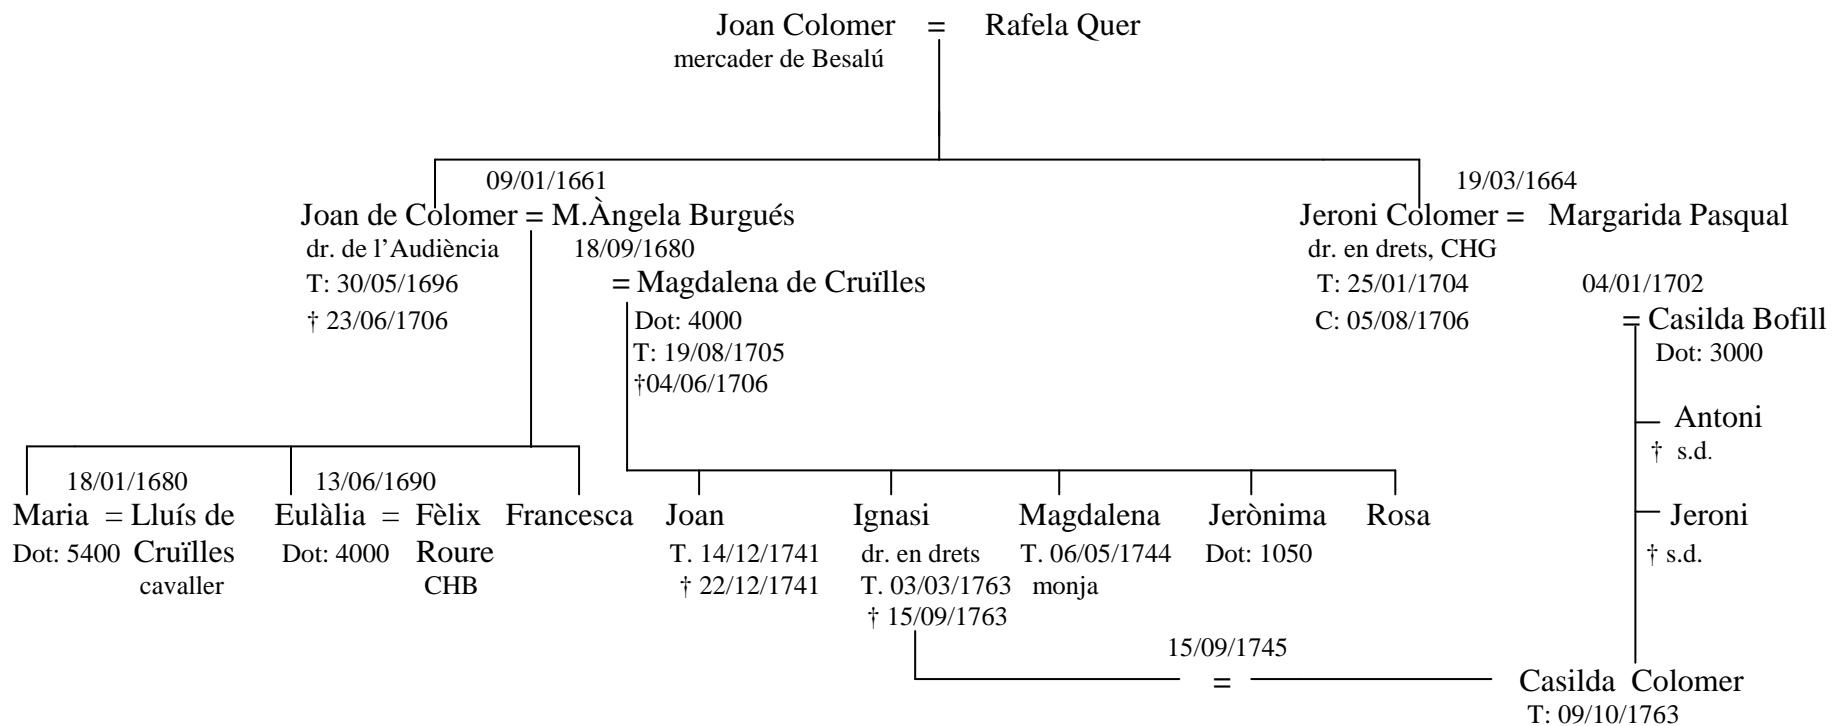 Joan Colomer = Rafela Quer
mercader de Besalú
09/01/1661 19/03/1664
Joan de Colomer = M.Àngela Burgués Jeroni Colomer = Margarida Pasqual
dr. de l'Audiència 18/09/1680 dr. en drets, CHG
T: 30/05/1696 = Magdalena de Cruïlles T: 25/01/1704 04/01/1702
† 23/06/1706 Dot: 4000 C: 05/08/1706 = Casilda Bofill
T: 19/08/1705 Dot: 3000
†04/06/1706
Antoni
† s.d.
18/01/1680 13/06/1690
Maria = Lluís de Eulàlia = Fèlix Francesca Joan Ignasi Magdalena Jerònima Rosa Jeroni
Dot: 5400 Cruïlles Dot: 4000 Roure T. 14/12/1741 dr. en drets T. 06/05/1744 Dot: 1050 † s.d.
cavaller CHB † 22/12/1741 T. 03/03/1763 monja
† 15/09/1763
15/09/1745
= Casilda Colomer
T: 09/10/1763